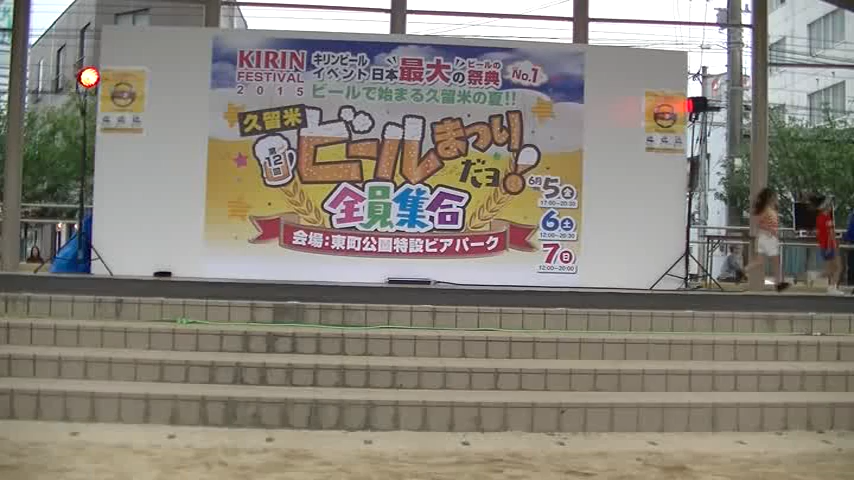 KIRIN
FESTIVAL
2015
キリンビール
イベント日本最大のビールの祭典 No.1
ビールで始まる久留米の夏!!
久留米
第12回
ビールまつりだョ!
全員集合
会場:東町公園特設ビアパーク
6月5金
17:00~20:30
6土
12:00~20:30
7日
12:00~20:00